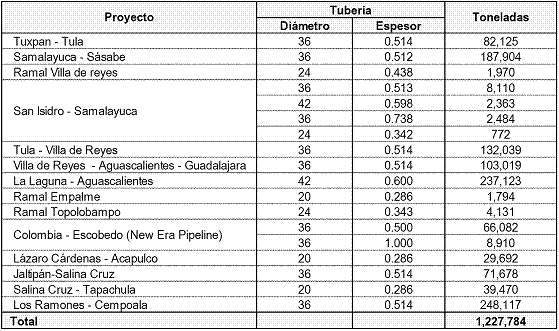 Proyecto Tubería Toneladas
Diámetro Espesor
Tuxpan - Tula 36 0.514 82,125
Samalayuca - Sásabe 36 0.512 187,904
Ramal Villa de reyes 24 0.438 1,970
San Isidro - Samalayuca 36 0.513 8,110
42 0.598 2,363
36 0.738 2,484
24 0.342 772
Tula - Villa de Reyes 36 0.514 132,039
Villa de Reyes - Aguascalientes - Guadalajara 36 0.514 103,019
La Laguna - Aguascalientes 42 0.600 237,123
Ramal Empalme 20 0.286 1,794
Ramal Topolobampo 24 0.343 4,131
Colombia - Escobedo (New Era Pipeline) 36 0.500 66,082
36 1.000 8,910
Lázaro Cárdenas - Acapulco 20 0.286 29,692
Jaltipán-Salina Cruz 36 0.514 71,678
Salina Cruz - Tapachula 20 0.286 39,470
Los Ramones - Cempoala 36 0.514 248,117
Total 1,227,784